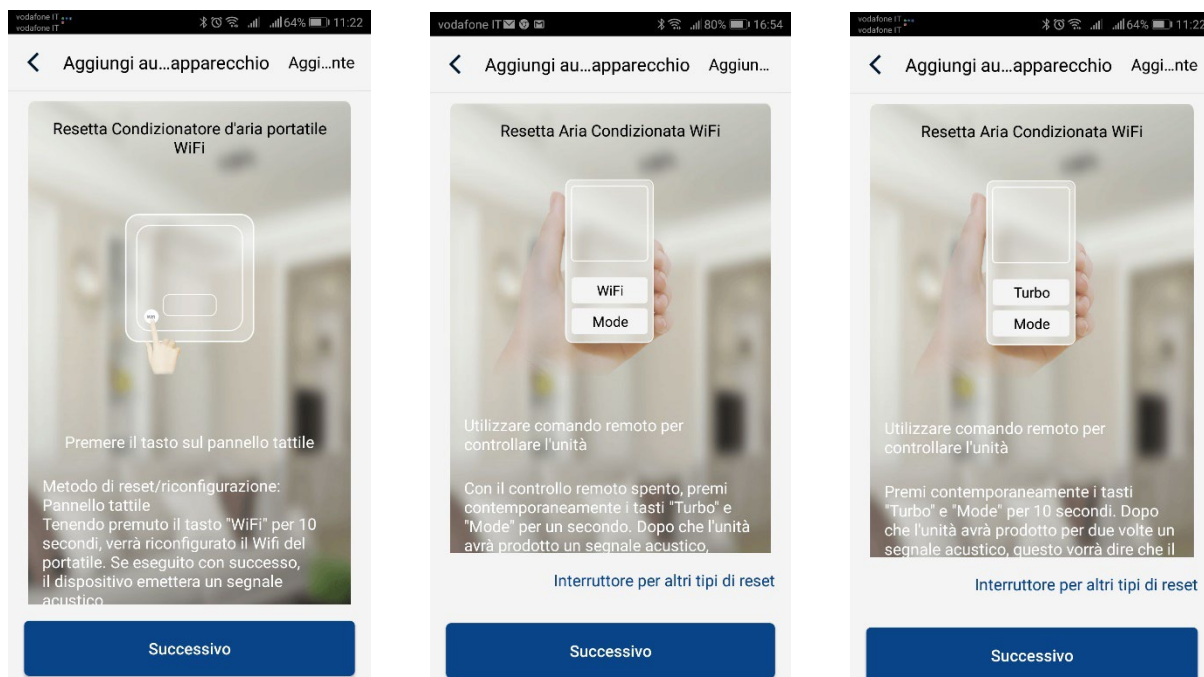 vodafone IT
vodafone IT
64% 11:22
Aggiungi au...apparecchio Aggi...nte
Resetta Condizionatore d'aria portatile
WiFi
WiFi
Premere il tasto sul pannello tattile
Metodo di reset/riconfigurazione:
Pannello tattile
Tenendo premuto il tasto "WiFi" per 10
secondi, verrà riconfigurato il Wifi del
portatile. Se eseguito con successo,
il dispositivo emettera un segnale
acustico
Successivo
vodafone IT 80% 16:54
Aggiungi au...apparecchio Aggiun...
Resetta Aria Condizionata WiFi
WiFi
Mode
Utilizzare comando remoto per
controllare l'unità
Con il controllo remoto spento, premi
contemporaneamente i tasti "Turbo" e
"Mode" per un secondo. Dopo che l'unità
avrà prodotto un segnale acustico,
Interruttore per altri tipi di reset
Successivo
vodafone IT
vodafone IT
64% 11:22
Aggiungi au...apparecchio Aggi...nte
Resetta Aria Condizionata WiFi
Turbo
Mode
Utilizzare comando remoto per
controllare l'unità
Premi contemporaneamente i tasti
"Turbo" e "Mode" per 10 secondi. Dopo
che l'unità avrà prodotto per due volte un
segnale acustico, questo vorrà dire che il
Interruttore per altri tipi di reset
Successivo